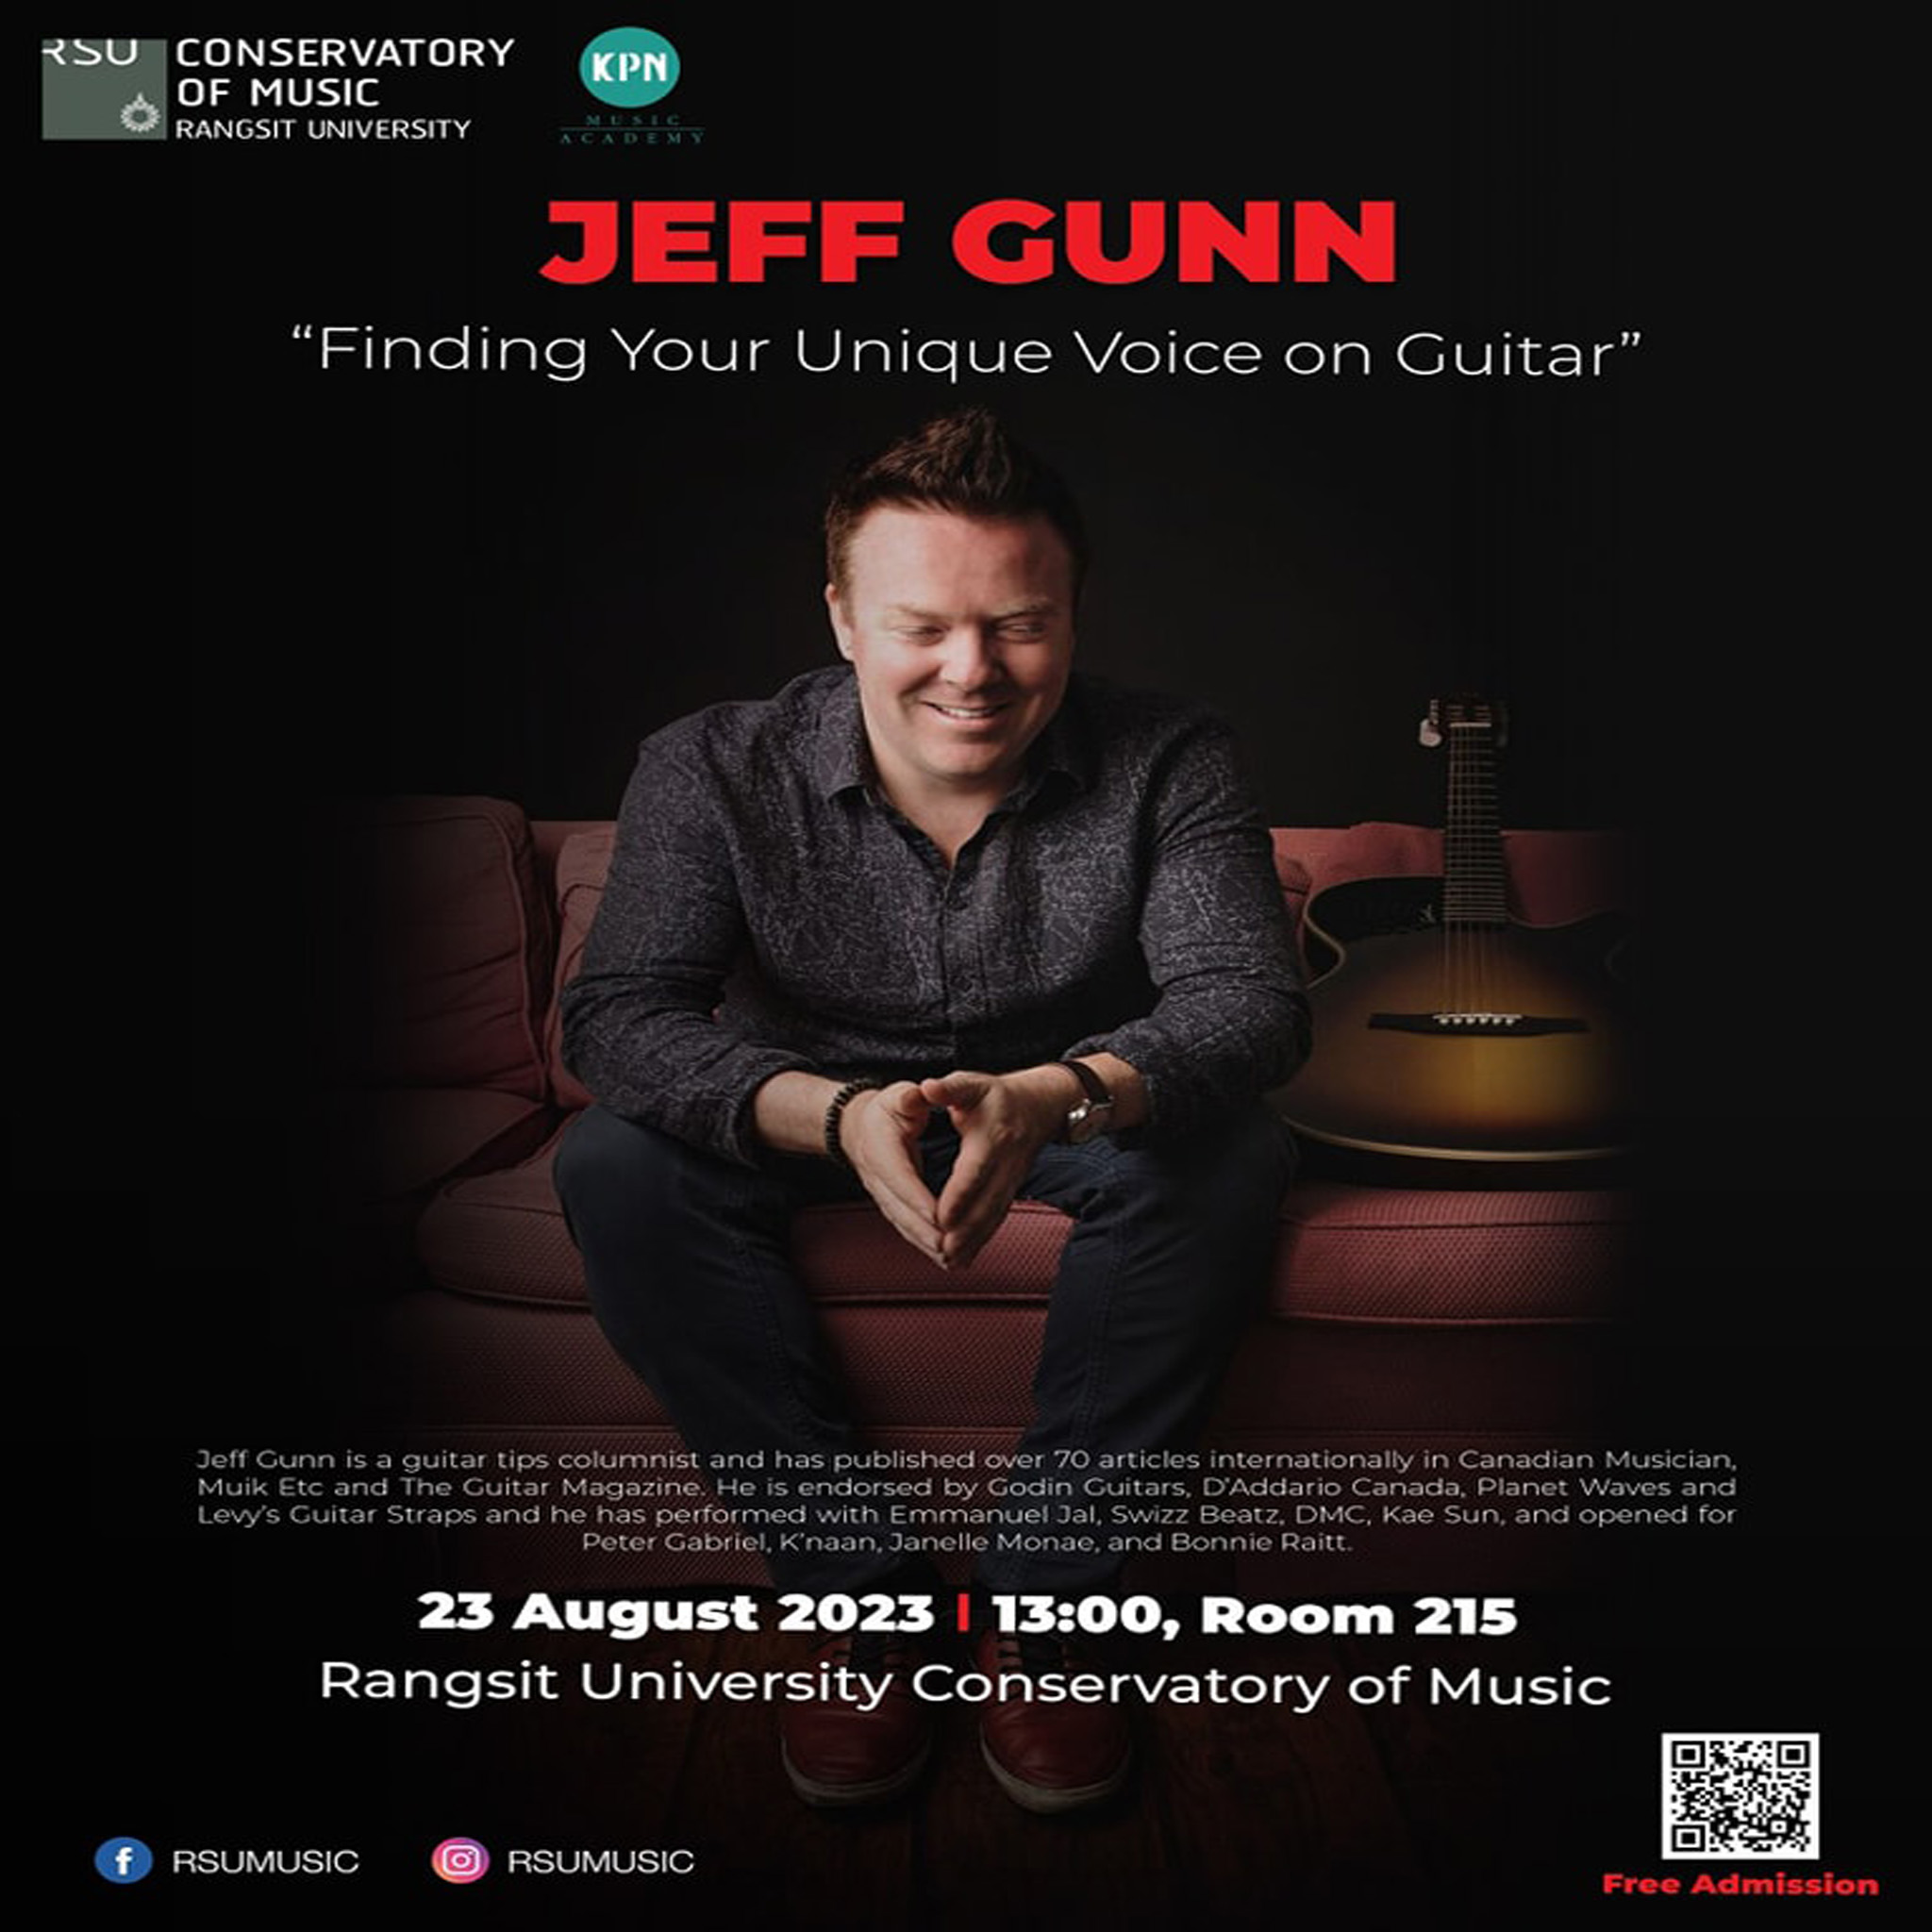 RSU
CONSERVATORY
OF MUSIC
RANGSIT UNIVERSITY
KPN
MUSIC
ACADEMY
JEFF GUNN
“Finding Your Unique Voice on Guitar”
Jeff Gunn is a guitar tips columnist and has published over 70 articles internationally in Canadian Musician,
Muik Etc and The Guitar Magazine. He is endorsed by Godin Guitars, D'Addario Canada, Planet Waves and
Levy's Guitar Straps and he has performed with Emmanuel Jal, Swizz Beatz, DMC, Kae Sun, and opened for
Peter Gabriel, K'naan, Janelle Monae, and Bonnie Raitt.
23 August 2023 | 13:00, Room 215
Rangsit University Conservatory of Music
RSUMUSIC
RSUMUSIC
Free Admission